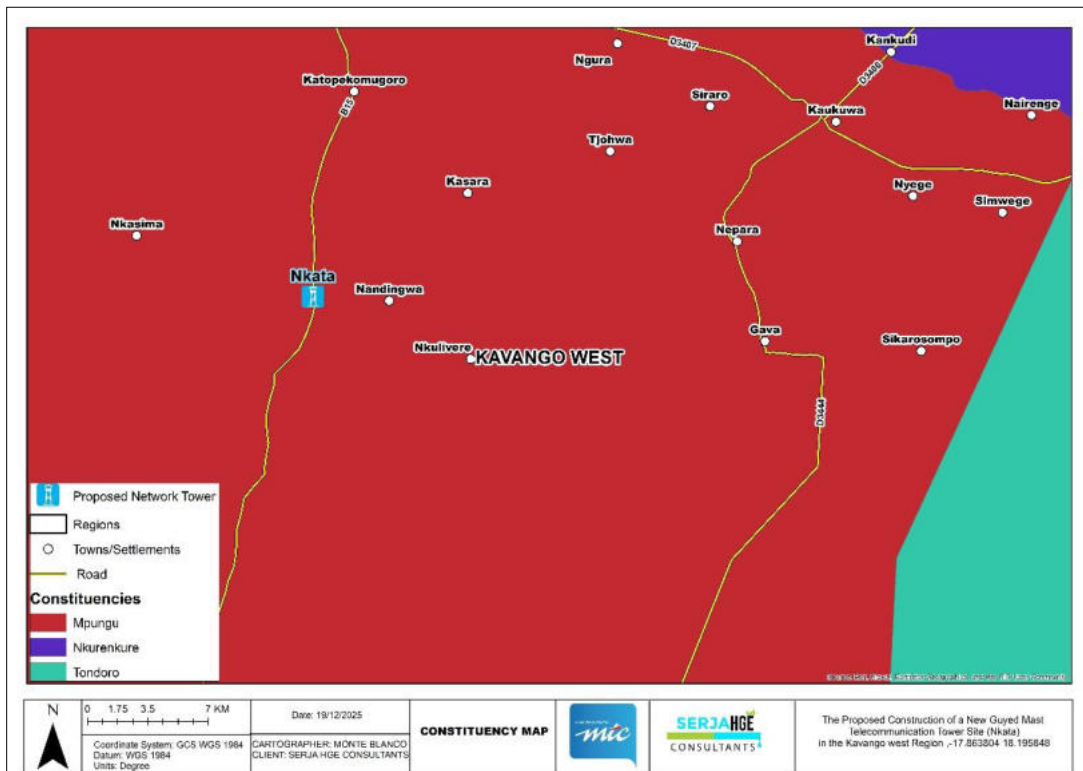 Kankudi
D3407
Ngura
D3400
Katopekomugoro
Siraro
Nairenge
B15
Kaukuwa
Tjohwa
Kasara
Nyege
Simwege
Nkasima
Nepara
Nkata
Nandingwa
Gava
Nkulivere
KAVANGO WEST
Sikarosompo
D3444
Proposed Network Tower
Regions
Towns/Settlements
Road
Constituencies
Mpungu
Nkurenkure
Tondoro
N
0 1.75 3.5 7 KM
Coordinate System: GCS WGS 1984
Datum: WGS 1984
Units: Degree
Date: 19/12/2025
CARTOGRAPHER: MONTE BLANCO
CLIENT: SERJA HGE CONSULTANTS
CONSTITUENCY MAP
mtc
SERJA HGE
CONSULTANTS
The Proposed Construction of a New Guyed Mast
Telecommunication Tower Site (Nkata)
in the Kavango west Region ,-17.863804 18.195848